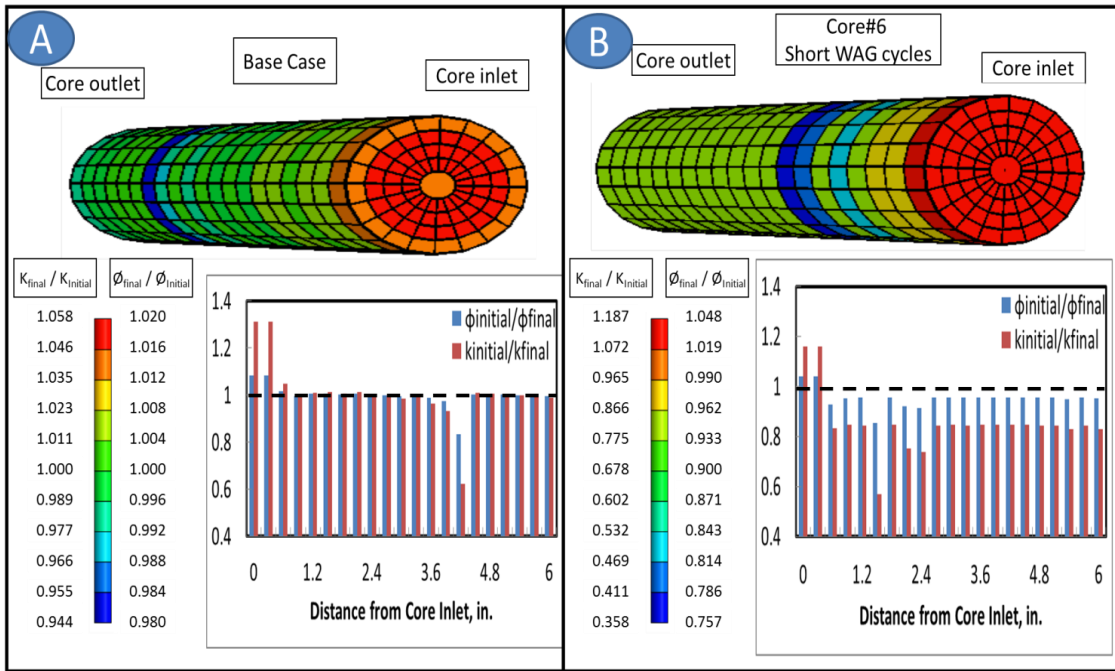 A
Base Case
Core outlet
Core inlet
K final / K Initial
Ø final / Ø Initial
1.058 1.020
1.046 1.016
1.035 1.012
1.023 1.008
1.011 1.004
1.000 1.000
0.989 0.996
0.977 0.992
0.966 0.988
0.955 0.984
0.944 0.980
1.4
1.2
1
0.8
0.6
0.4
ϕinitial/ϕfinal
kinitial/kfinal
0 1.2 2.4 3.6 4.8 6
Distance from Core Inlet, in.
B
Core#6
Short WAG cycles
Core outlet
Core inlet
K final / K Initial
Ø final / Ø Initial
1.187 1.048
1.072 1.019
0.965 0.990
0.866 0.962
0.775 0.933
0.678 0.900
0.602 0.871
0.532 0.843
0.469 0.814
0.411 0.786
0.358 0.757
1.4
1.2
1
0.8
0.6
0.4
ϕinitial/ϕfinal
kinitial/kfinal
0 1.2 2.4 3.6 4.8 6
Distance from Core Inlet, in.